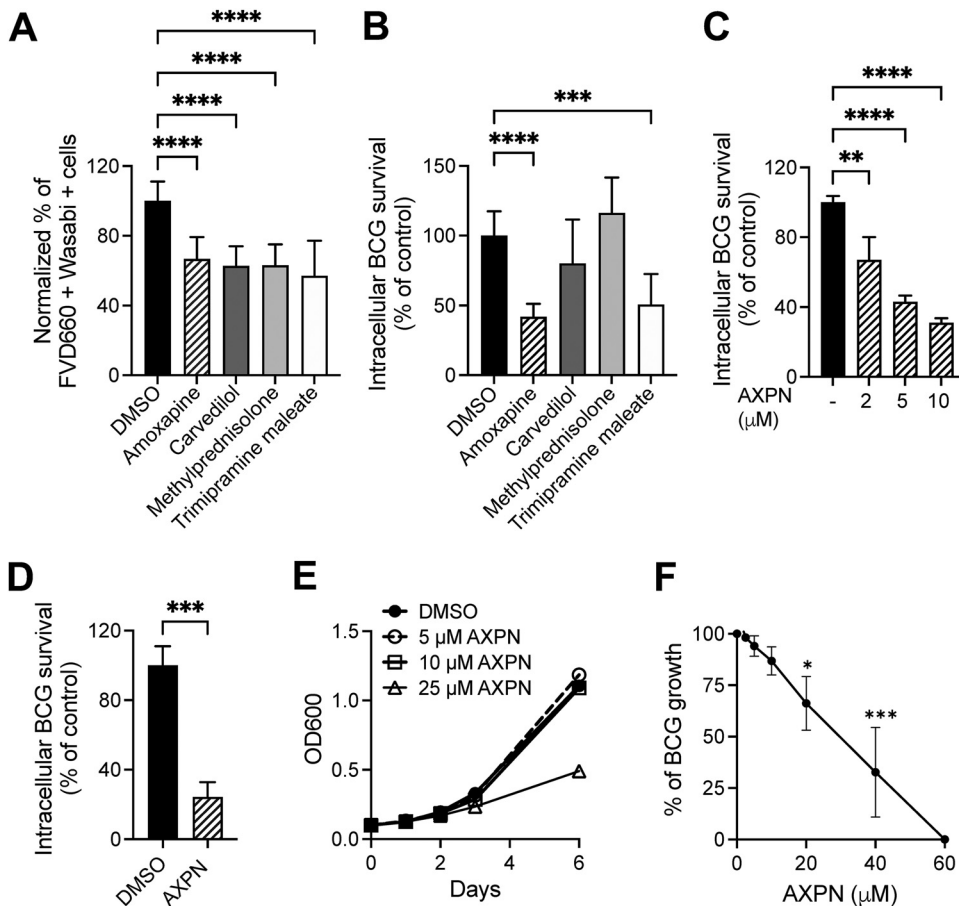 A
****
****
****
****
Normalized % of
FVD660 + Wasabi + cells
120
80
40
0
DMSO
Amoxapine
Carvedilol
Methylprednisolone
Trimipramine maleate
B
***
****
Intracellular BCG survival
(% of control)
150
100
50
0
DMSO
Amoxapine
Carvedilol
Methylprednisolone
Trimipramine maleate
C
****
****
**
Intracellular BCG survival
(% of control)
120
80
40
0
AXPN
(μM)
- 2 5 10
D
***
Intracellular BCG survival
(% of control)
120
80
40
0
DMSO
AXPN
E
DMSO
5 μM AXPN
10 μM AXPN
25 μM AXPN
OD600
1.5
1.0
0.5
0.0
0 2 4 6
Days
F
% of BCG growth
100
75
50
25
0
*
***
0 20 40 60
AXPN (μM)